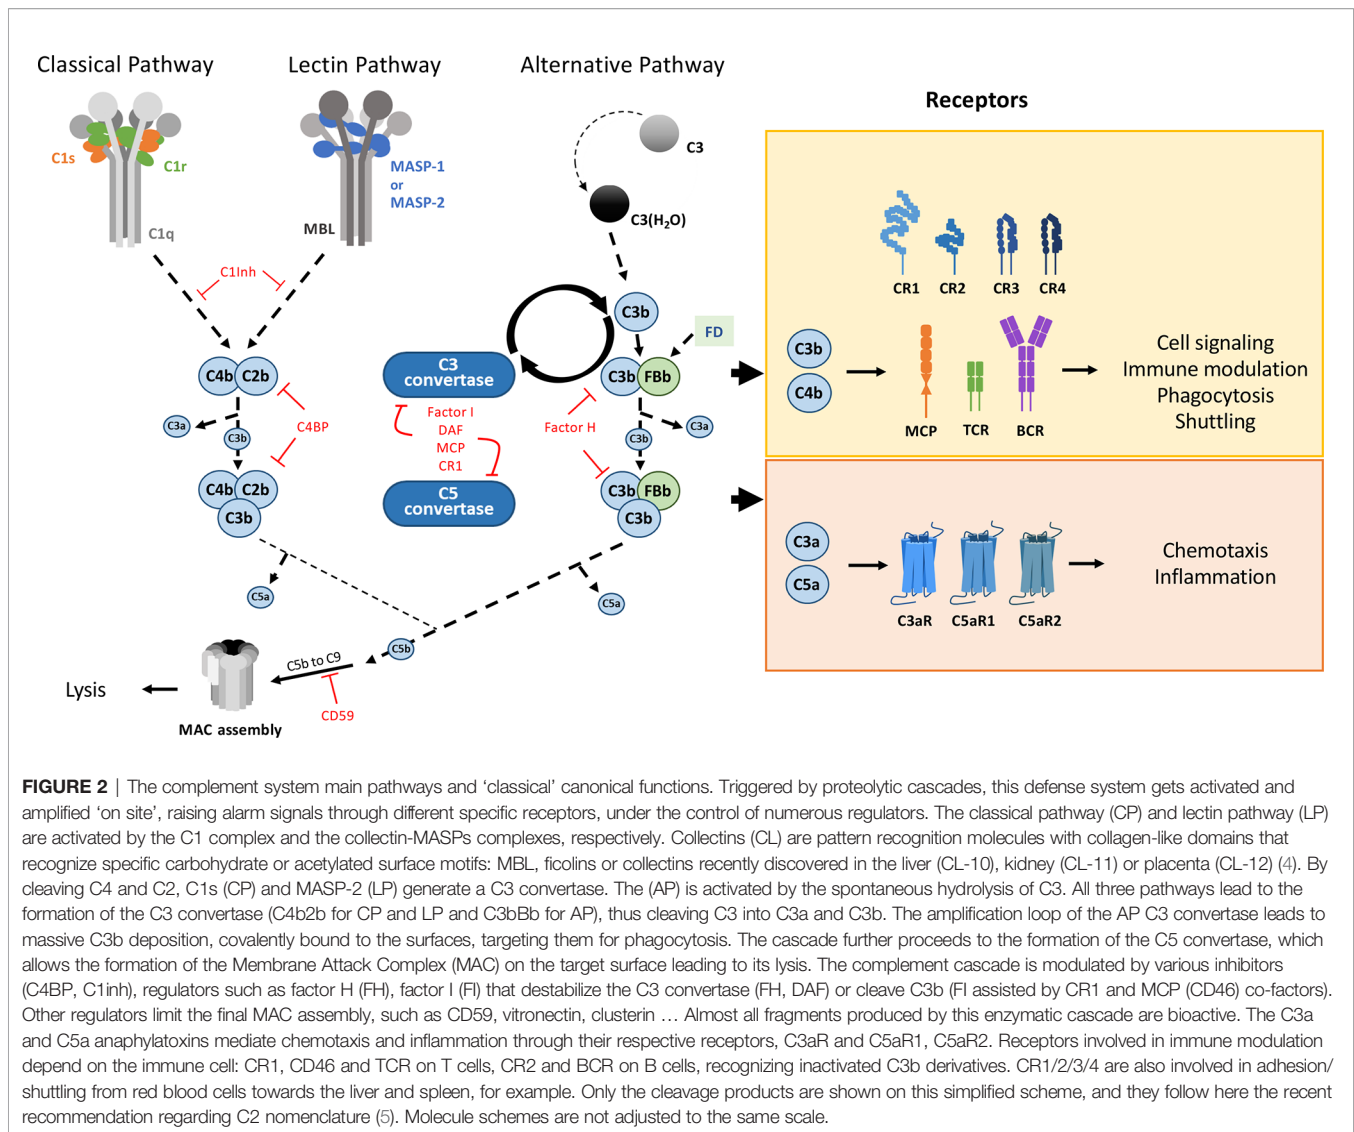 Classical Pathway
Lectin Pathway
Alternative Pathway
Receptors
C1s
C1r
C1q
MASP-1
or
MASP-2
MBL
C3
C3(H2O)
C1Inh
C3b
FD
C4b C2b
C3
convertase
C3b FBb
C3a
C3b
C4BP
Factor I
DAF
MCP
CR1
Factor H
C3b
C3a
C4b C2b
C3b
C5
convertase
C3b FBb
C3b
C5a
C5a
C5b
C5b to C9
CD59
Lysis
MAC assembly
CR1 CR2 CR3 CR4
C3b
C4b
MCP TCR BCR
Cell signaling
Immune modulation
Phagocytosis
Shuttling
C3a
C5a
C3aR C5aR1 C5aR2
Chemotaxis
Inflammation
FIGURE 2 | The complement system main pathways and ‘classical’ canonical functions. Triggered by proteolytic cascades, this defense system gets activated and
amplified ‘on site’, raising alarm signals through different specific receptors, under the control of numerous regulators. The classical pathway (CP) and lectin pathway (LP)
are activated by the C1 complex and the collectin-MASPs complexes, respectively. Collectins (CL) are pattern recognition molecules with collagen-like domains that
recognize specific carbohydrate or acetylated surface motifs: MBL, ficolins or collectins recently discovered in the liver (CL-10), kidney (CL-11) or placenta (CL-12) (4). By
cleaving C4 and C2, C1s (CP) and MASP-2 (LP) generate a C3 convertase. The (AP) is activated by the spontaneous hydrolysis of C3. All three pathways lead to the
formation of the C3 convertase (C4b2b for CP and LP and C3bBb for AP), thus cleaving C3 into C3a and C3b. The amplification loop of the AP C3 convertase leads to
massive C3b deposition, covalently bound to the surfaces, targeting them for phagocytosis. The cascade further proceeds to the formation of the C5 convertase, which
allows the formation of the Membrane Attack Complex (MAC) on the target surface leading to its lysis. The complement cascade is modulated by various inhibitors
(C4BP, C1inh), regulators such as factor H (FH), factor I (FI) that destabilize the C3 convertase (FH, DAF) or cleave C3b (FI assisted by CR1 and MCP (CD46) co-factors).
Other regulators limit the final MAC assembly, such as CD59, vitronectin, clusterin … Almost all fragments produced by this enzymatic cascade are bioactive. The C3a
and C5a anaphylatoxins mediate chemotaxis and inflammation through their respective receptors, C3aR and C5aR1, C5aR2. Receptors involved in immune modulation
depend on the immune cell: CR1, CD46 and TCR on T cells, CR2 and BCR on B cells, recognizing inactivated C3b derivatives. CR1/2/3/4 are also involved in adhesion/
shuttling from red blood cells towards the liver and spleen, for example. Only the cleavage products are shown on this simplified scheme, and they follow here the recent
recommendation regarding C2 nomenclature (5). Molecule schemes are not adjusted to the same scale.